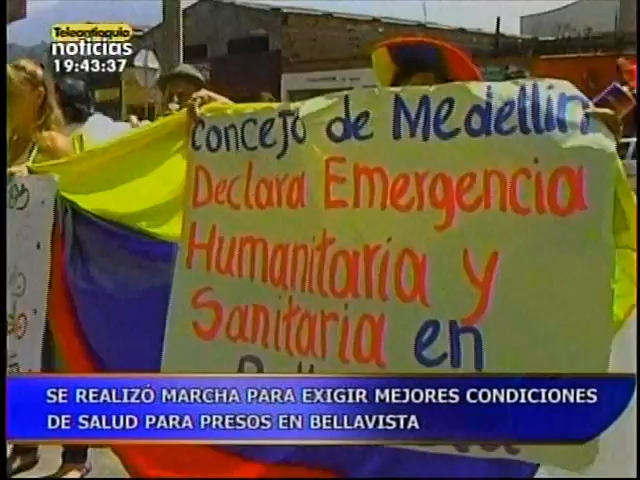 Teleantioquia
noticias
19:43:37
Concejo de Medellín
Declara Emergencia
Humanitaria y
Sanitaria en
SE REALIZÓ MARCHA PARA EXIGIR MEJORES CONDICIONES
DE SALUD PARA PRESOS EN BELLAVISTA